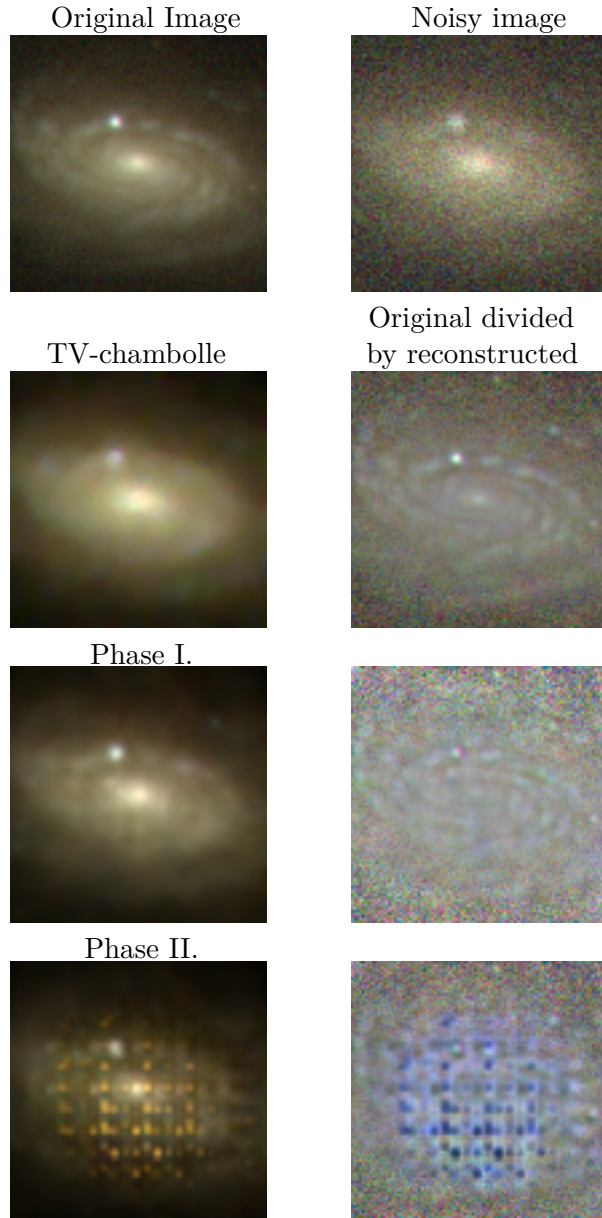 Original Image
Noisy image
TV-chambolle
Original divided
by reconstructed
Phase I.
Phase II.